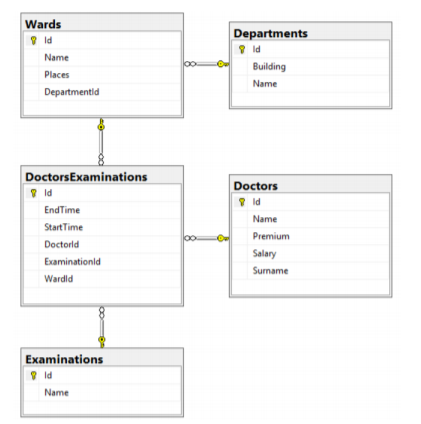 Wards
Id
Name
Places
DepartmentId
Departments
Id
Building
Name
DoctorsExaminations
Id
EndTime
StartTime
DoctorId
ExaminationId
WardId
Doctors
Id
Name
Premium
Salary
Surname
Examinations
Id
Name